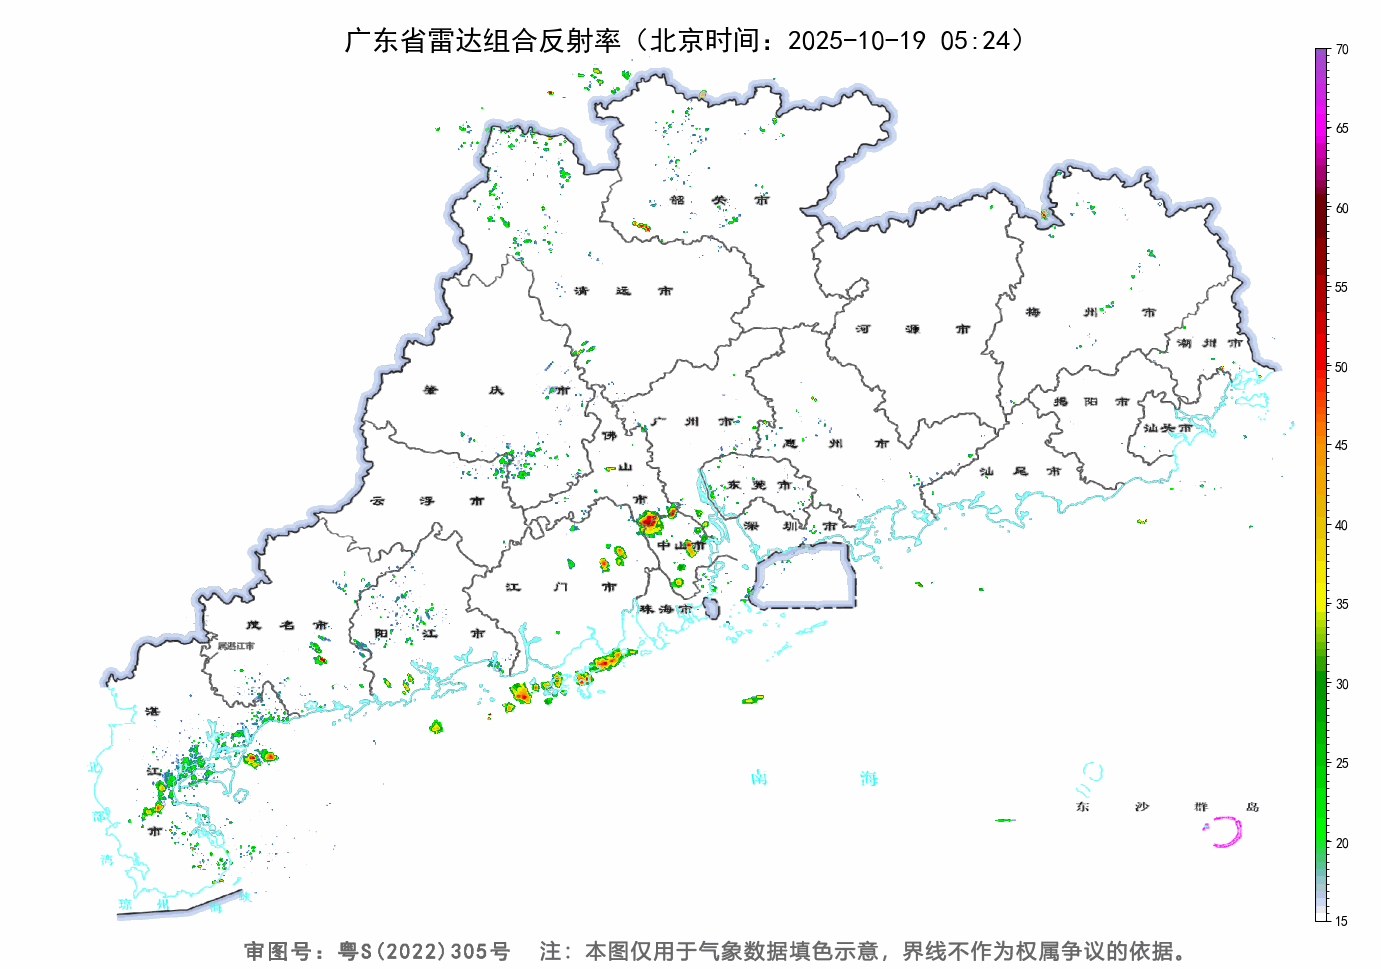 广东省雷达组合反射率（北京时间：2025-10-19 05:24）
70
65
60
55
50
45
40
35
30
25
20
15
韶 关 市
清 远 市
河 源 市
梅 州 市
潮 州 市
肇 庆 市
广 州 市
揭 阳 市
汕头市
佛 山 市
惠 州 市
汕 尾 市
云 浮 市
东 莞 市
深 圳 市
中山市
江 门 市
珠海市
茂 名 市
阳 江 市
属湛江市
湛 江 市
北 部 湾
南 海
东 沙 群 岛
琼 州 海 峡
审图号：粤S(2022)305号 注：本图仅用于气象数据填色示意，界线不作为权属争议的依据。